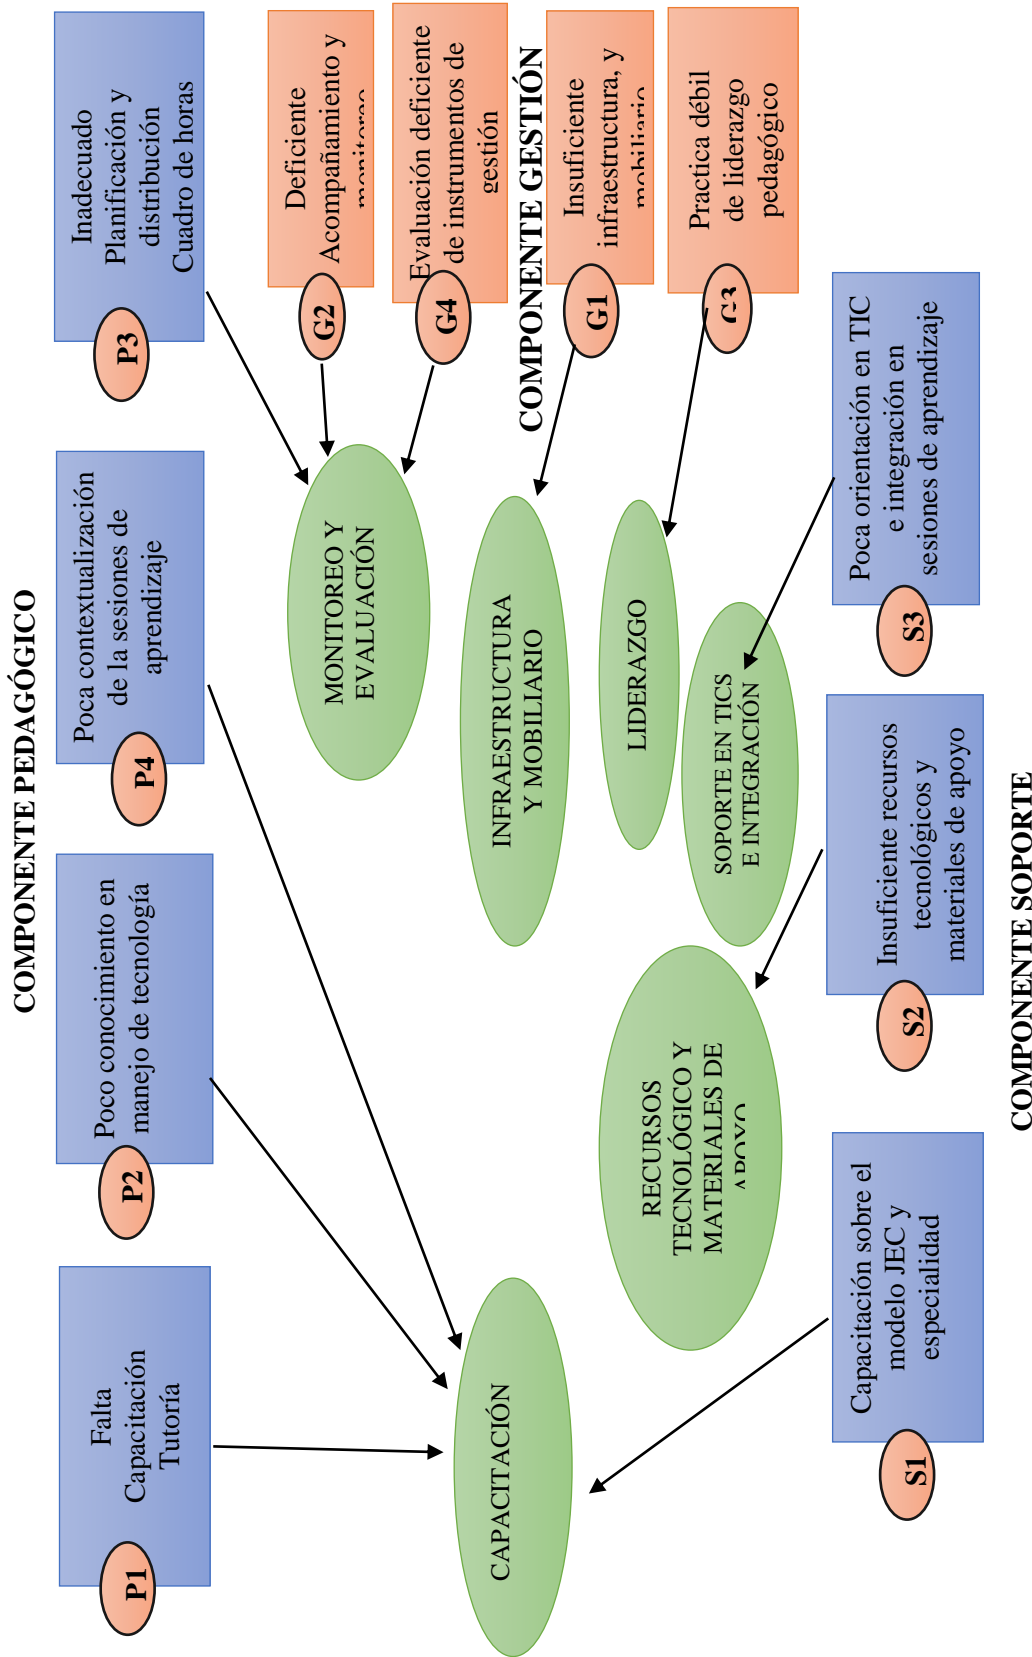 COMPONENTE PEDAGÓGICO
P1
Falta
Capacitación
Tutoría
P2
Poco conocimiento en
manejo de tecnología
P4
Poca contextualización
de la sesiones de
aprendizaje
P3
Inadecuado
Planificación y
distribución
Cuadro de horas
G2
Deficiente
Acompañamiento y
monitoreo
G4
Evaluación deficiente
de instrumentos de
gestión
COMPONENTE GESTIÓN
G1
Insuficiente
infraestructura, y
mobiliario
G3
Practica débil
de liderazgo
pedagógico
MONITOREO Y
EVALUACIÓN
INFRAESTRUCTURA
Y MOBILIARIO
LIDERAZGO
SOPORTE EN TICS
E INTEGRACIÓN
RECURSOS
TECNOLÓGICO Y
MATERIALES DE
APOYO
CAPACITACIÓN
S1
Capacitación sobre el
modelo JEC y
especialidad
S2
Insuficiente recursos
tecnológicos y
materiales de apoyo
S3
Poca orientación en TIC
e integración en
sesiones de aprendizaje
COMPONENTE SOPORTE